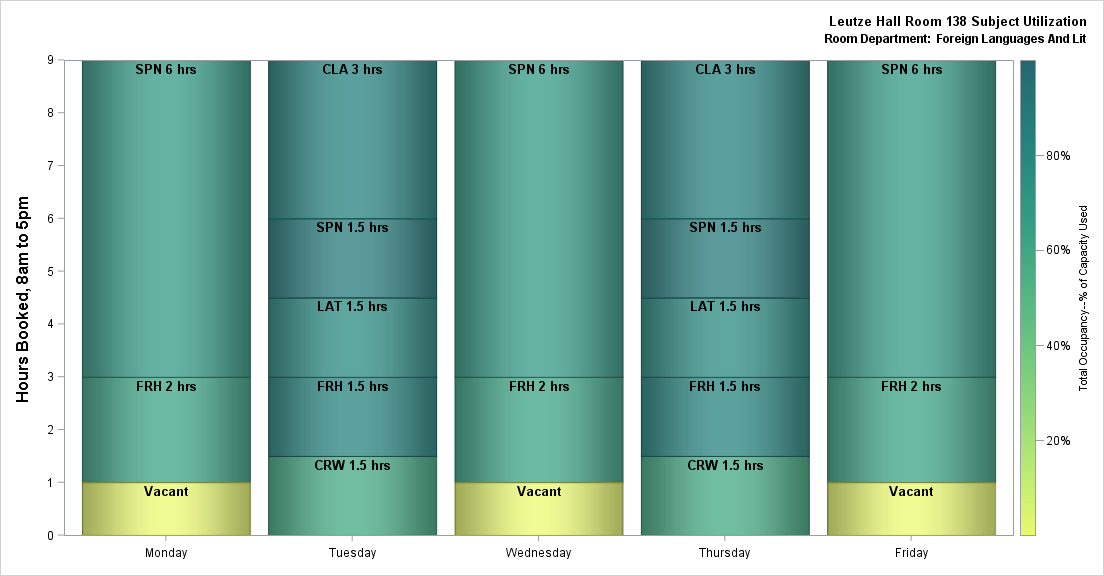 Leutze Hall Room 138 Subject Utilization
Room Department: Foreign Languages And Lit
Hours Booked, 8am to 5pm
9
8
7
6
5
4
3
2
1
0
SPN 6 hrs
FRH 2 hrs
Vacant
Monday
CLA 3 hrs
SPN 1.5 hrs
LAT 1.5 hrs
FRH 1.5 hrs
CRW 1.5 hrs
Tuesday
SPN 6 hrs
FRH 2 hrs
Vacant
Wednesday
CLA 3 hrs
SPN 1.5 hrs
LAT 1.5 hrs
FRH 1.5 hrs
CRW 1.5 hrs
Thursday
SPN 6 hrs
FRH 2 hrs
Vacant
Friday
80%
60%
40%
20%
Total Occupancy--% of Capacity Used